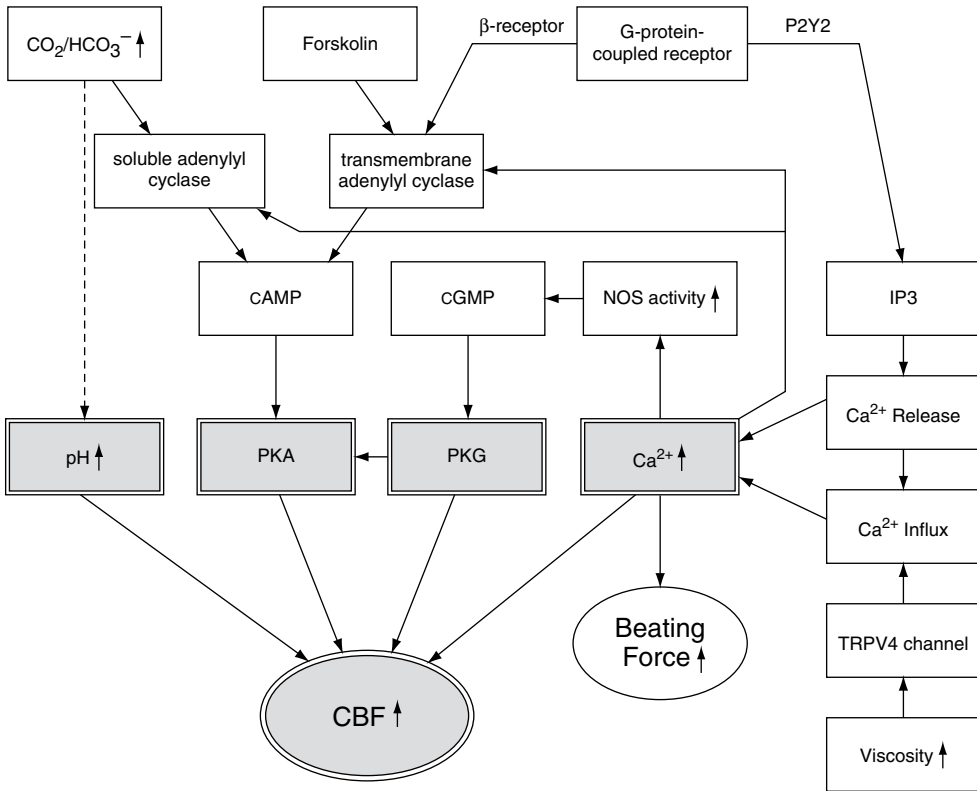 CO₂/HCO₃⁻
Forskolin
β-receptor
G-protein-
coupled receptor
P2Y2
soluble adenylyl
cyclase
transmembrane
adenylyl cyclase
cAMP
cGMP
NOS activity
IP3
Ca²⁺ Release
pH
PKA
PKG
Ca²⁺
Ca²⁺ Influx
Beating
Force
TRPV4 channel
CBF
Viscosity